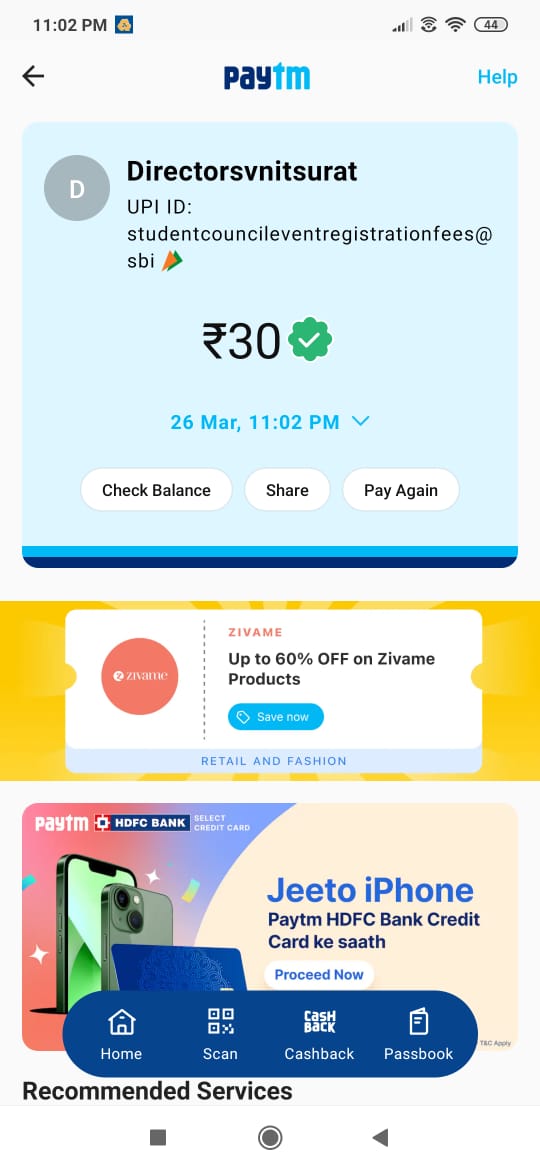 11:02 PM
44
paytm
Help
D
Directorsvnitsurat
UPI ID:
studentcouncileventregistrationfees@
sbi
₹30
26 Mar, 11:02 PM
Check Balance
Share
Pay Again
ZIVAME
zivame
Up to 60% OFF on Zivame
Products
Save now
RETAIL AND FASHION
paytm HDFC BANK SELECT
CREDIT CARD
Jeeto iPhone
Paytm HDFC Bank Credit
Card ke saath
Proceed Now
CASH
BACK
Home
Scan
Cashback
Passbook
T&C Apply
Recommended Services